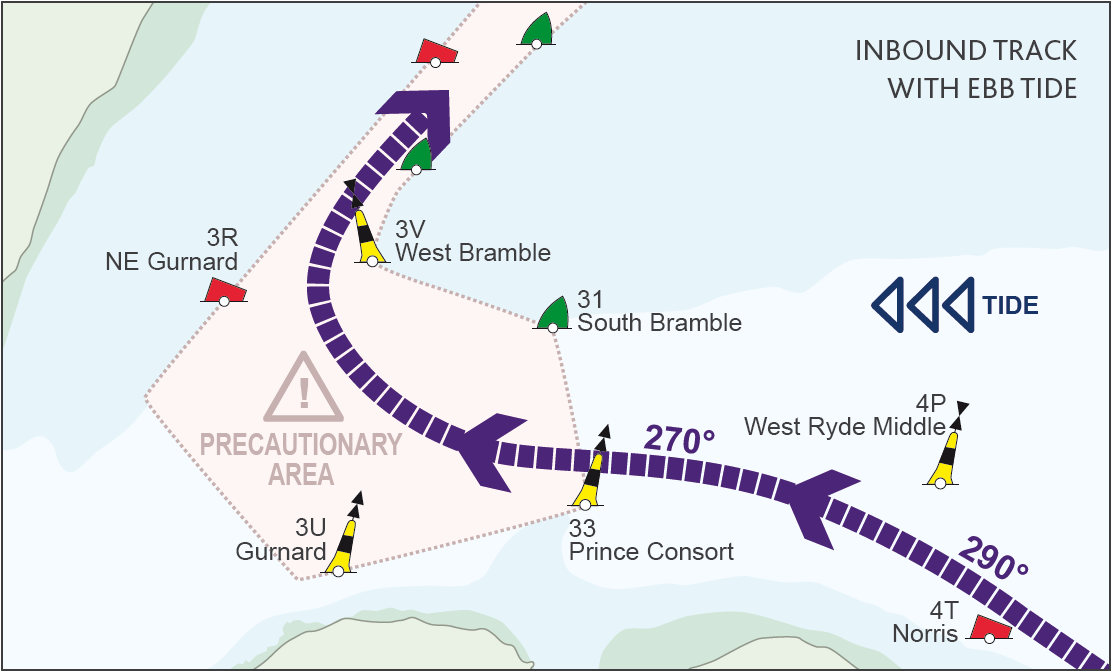 INBOUND TRACK
WITH EBB TIDE
3R
NE Gurnard
3V
West Bramble
31
South Bramble
TIDE
4P
West Ryde Middle
!
PRECAUTIONARY
AREA
270°
3U
Gurnard
33
Prince Consort
290°
4T
Norris